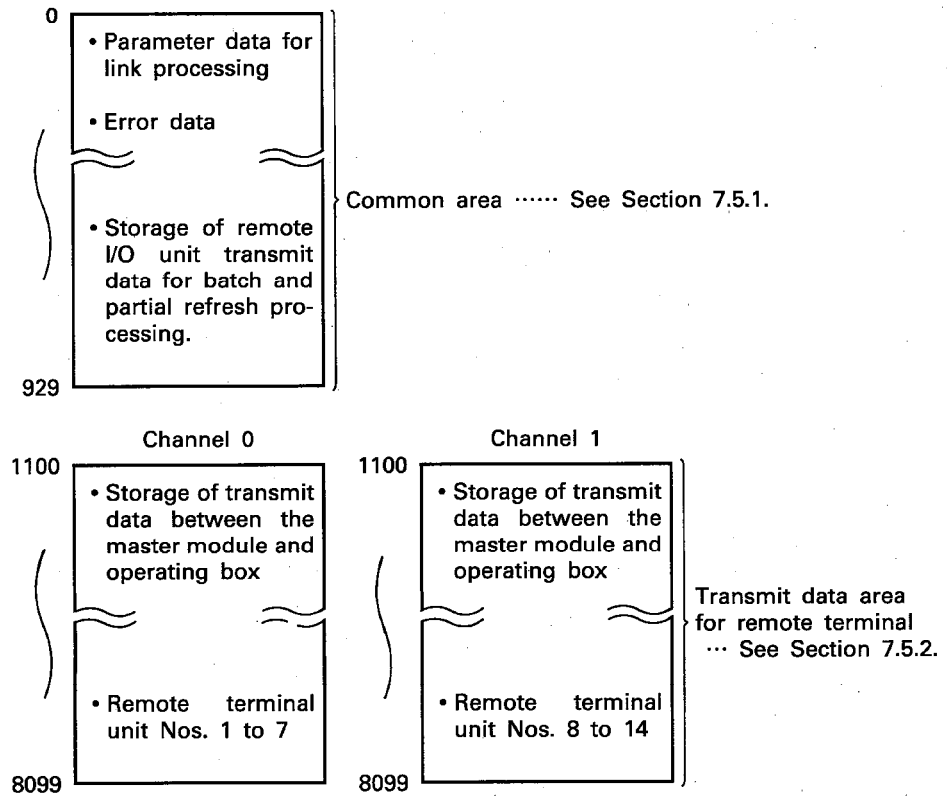 0
• Parameter data for
link processing
• Error data
• Storage of remote
I/O unit transmit
data for batch and
partial refresh pro-
cessing.
929
Common area ······ See Section 7.5.1.
Channel 0
1100
• Storage of transmit
data between the
master module and
operating box
• Remote terminal
unit Nos. 1 to 7
8099
Channel 1
1100
• Storage of transmit
data between the
master module and
operating box
• Remote terminal
unit Nos. 8 to 14
8099
Transmit data area
for remote terminal
··· See Section 7.5.2.